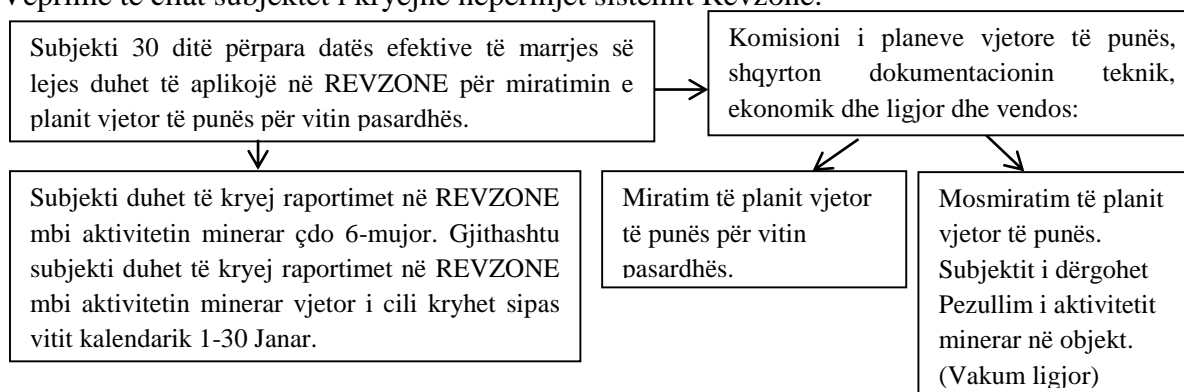 Veprime të cilat subjektet i kryejnë nëpërmjet sistemit Revzone.
Subjekti 30 ditë përpara datës efektive të marrjes së
lejes duhet të aplikojë në REVZONE për miratimin e
planit vjetor të punës për vitin pasardhës.
Komisioni i planeve vjetore të punës,
shqyrton dokumentacionin teknik,
ekonomik dhe ligjor dhe vendos:
Subjekti duhet të kryej raportimet në REVZONE
mbi aktivitetin minerar çdo 6-mujor. Gjithashtu
subjekti duhet të kryej raportimet në REVZONE
mbi aktivitetin minerar vjetor i cili kryhet sipas
vitit kalendarik 1-30 Janar.
Miratim të planit vjetor
të punës për vitin
pasardhës.
Mosmiratim të planit
vjetor të punës.
Subjektit i dërgohet
Pezullim i aktivitetit
minerar në objekt.
(Vakum ligjor)